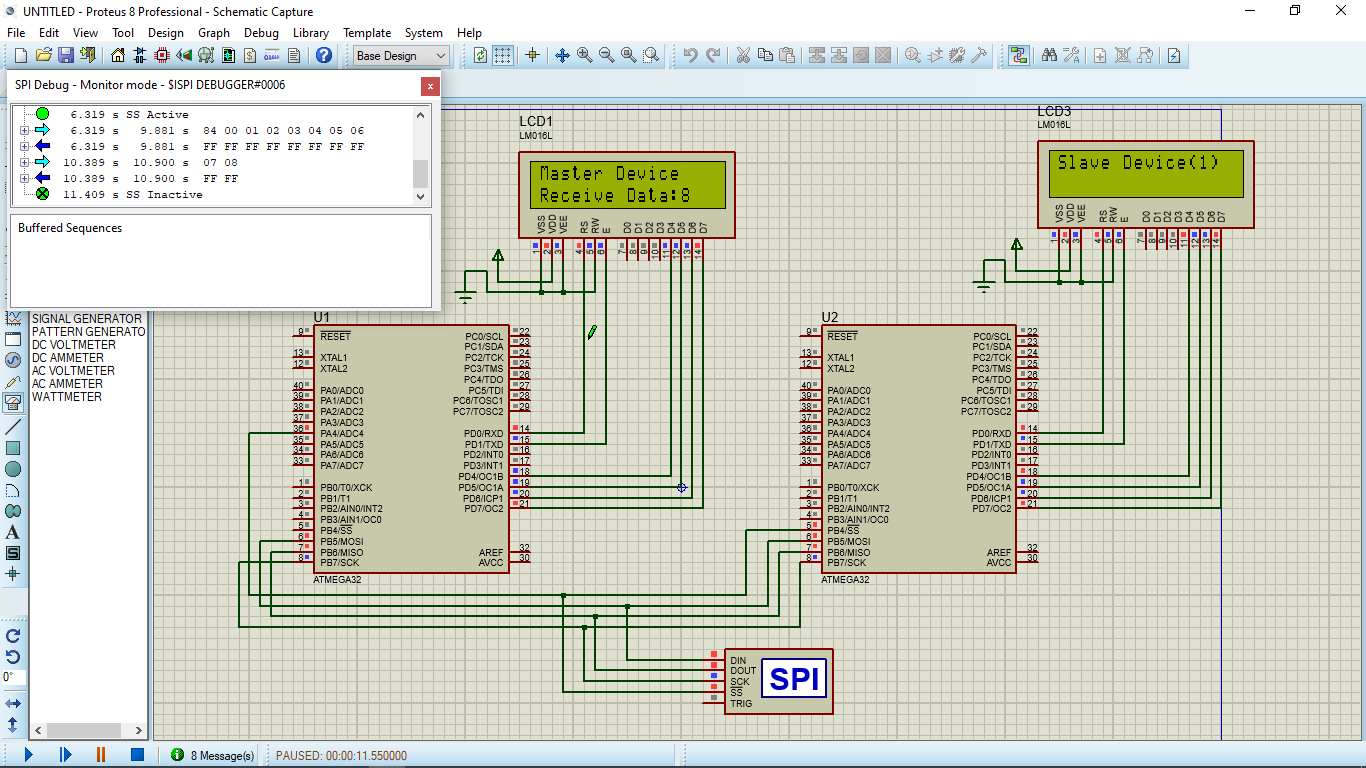 UNTITLED - Proteus 8 Professional - Schematic Capture
File Edit View Tool Design Graph Debug Library Template System Help
Base Design
SPI Debug - Monitor mode - $ISPI DEBUGGER#0006
x
6.319 s SS Active
6.319 s 9.881 s 84 00 01 02 03 04 05 06
6.319 s 9.881 s FF FF FF FF FF FF FF FF
10.389 s 10.900 s 07 08
10.389 s 10.900 s FF FF
11.409 s SS Inactive
Buffered Sequences
SIGNAL GENERATOR
PATTERN GENERATO
DC VOLTMETER
DC AMMETER
AC VOLTMETER
AC AMMETER
WATTMETER
A
S
0°
LCD1
LM016L
Master Device
Receive Data:8
VSS VDD VEE RS RW E D0 D1 D2 D3 D4 D5 D6 D7
1 2 3 4 5 6 7 8 9 10 11 12 13 14
LCD3
LM016L
Slave Device(1)
VSS VDD VEE RS RW E D0 D1 D2 D3 D4 D5 D6 D7
1 2 3 4 5 6 7 8 9 10 11 12 13 14
U1
9 RESET PC0/SCL 22
PC1/SDA 23
13 XTAL1 PC2/TCK 24
12 XTAL2 PC3/TMS 25
PC4/TDO 26
40 PA0/ADC0 PC5/TDI 27
39 PA1/ADC1 PC6/TOSC1 28
38 PA2/ADC2 PC7/TOSC2 29
37 PA3/ADC3
36 PA4/ADC4 PD0/RXD 14
35 PA5/ADC5 PD1/TXD 15
34 PA6/ADC6 PD2/INT0 16
33 PA7/ADC7 PD3/INT1 17
PD4/OC1B 18
1 PB0/T0/XCK PD5/OC1A 19
2 PB1/T1 PD6/ICP1 20
3 PB2/AIN0/INT2 PD7/OC2 21
4 PB3/AIN1/OC0
5 PB4/SS
6 PB5/MOSI
7 PB6/MISO AREF 32
8 PB7/SCK AVCC 30
ATMEGA32
U2
9 RESET PC0/SCL 22
PC1/SDA 23
13 XTAL1 PC2/TCK 24
12 XTAL2 PC3/TMS 25
PC4/TDO 26
40 PA0/ADC0 PC5/TDI 27
39 PA1/ADC1 PC6/TOSC1 28
38 PA2/ADC2 PC7/TOSC2 29
37 PA3/ADC3
36 PA4/ADC4 PD0/RXD 14
35 PA5/ADC5 PD1/TXD 15
34 PA6/ADC6 PD2/INT0 16
33 PA7/ADC7 PD3/INT1 17
PD4/OC1B 18
1 PB0/T0/XCK PD5/OC1A 19
2 PB1/T1 PD6/ICP1 20
3 PB2/AIN0/INT2 PD7/OC2 21
4 PB3/AIN1/OC0
5 PB4/SS
6 PB5/MOSI
7 PB6/MISO AREF 32
8 PB7/SCK AVCC 30
ATMEGA32
DIN
DOUT
SCK
SS
TRIG
SPI
8 Message(s)
PAUSED: 00:00:11.550000